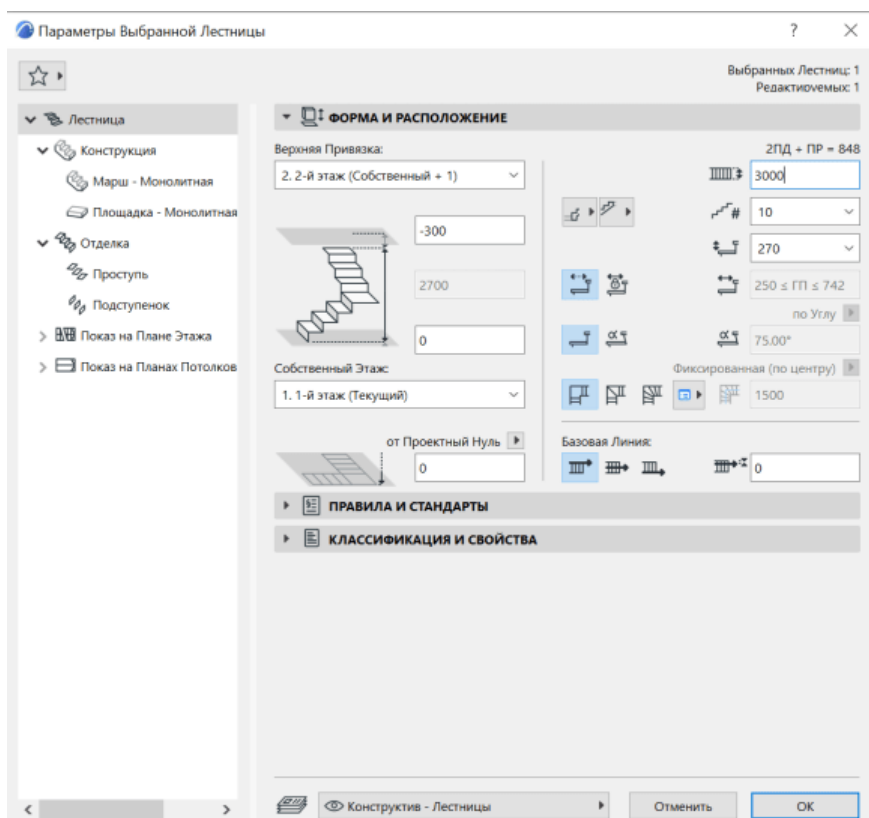 Параметры Выбранной Лестницы
?
Выбранных Лестниц: 1
Редактируемых: 1
Лестница
Конструкция
Марш - Монолитная
Площадка - Монолитная
Отделка
Проступь
Подступенок
Показ на Плане Этажа
Показ на Планах Потолков
ФОРМА И РАСПОЛОЖЕНИЕ
Верхняя Привязка:
2. 2-й этаж (Собственный + 1)
-300
2700
0
Собственный Этаж:
1. 1-й этаж (Текущий)
от Проектный Нуль
0
2ПД + ПР = 848
3000
# 10
270
250 ≤ ГП ≤ 742
по Углу
α α 75.00°
Фиксированная (по центру)
1500
Базовая Линия:
0
ПРАВИЛА И СТАНДАРТЫ
КЛАССИФИКАЦИЯ И СВОЙСТВА
Конструктив - Лестницы
Отменить
OK